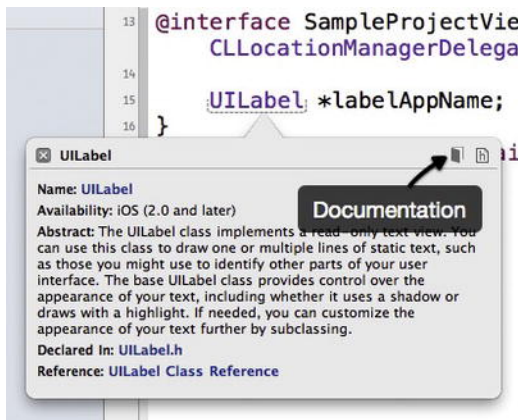 13 @interface SampleProjectVie
CLLocationManagerDelega
14
15 UILabel *labelAppName;
16 }
UILabel
h
ai
Name: UILabel
Documentation
Availability: iOS (2.0 and later)
Abstract: The UILabel class implements a read-only text view. You
can use this class to draw one or multiple lines of static text, such
as those you might use to identify other parts of your user
interface. The base UILabel class provides control over the
appearance of your text, including whether it uses a shadow or
draws with a highlight. If needed, you can customize the
appearance of your text further by subclassing.
Declared In: UILabel.h
Reference: UILabel Class Reference